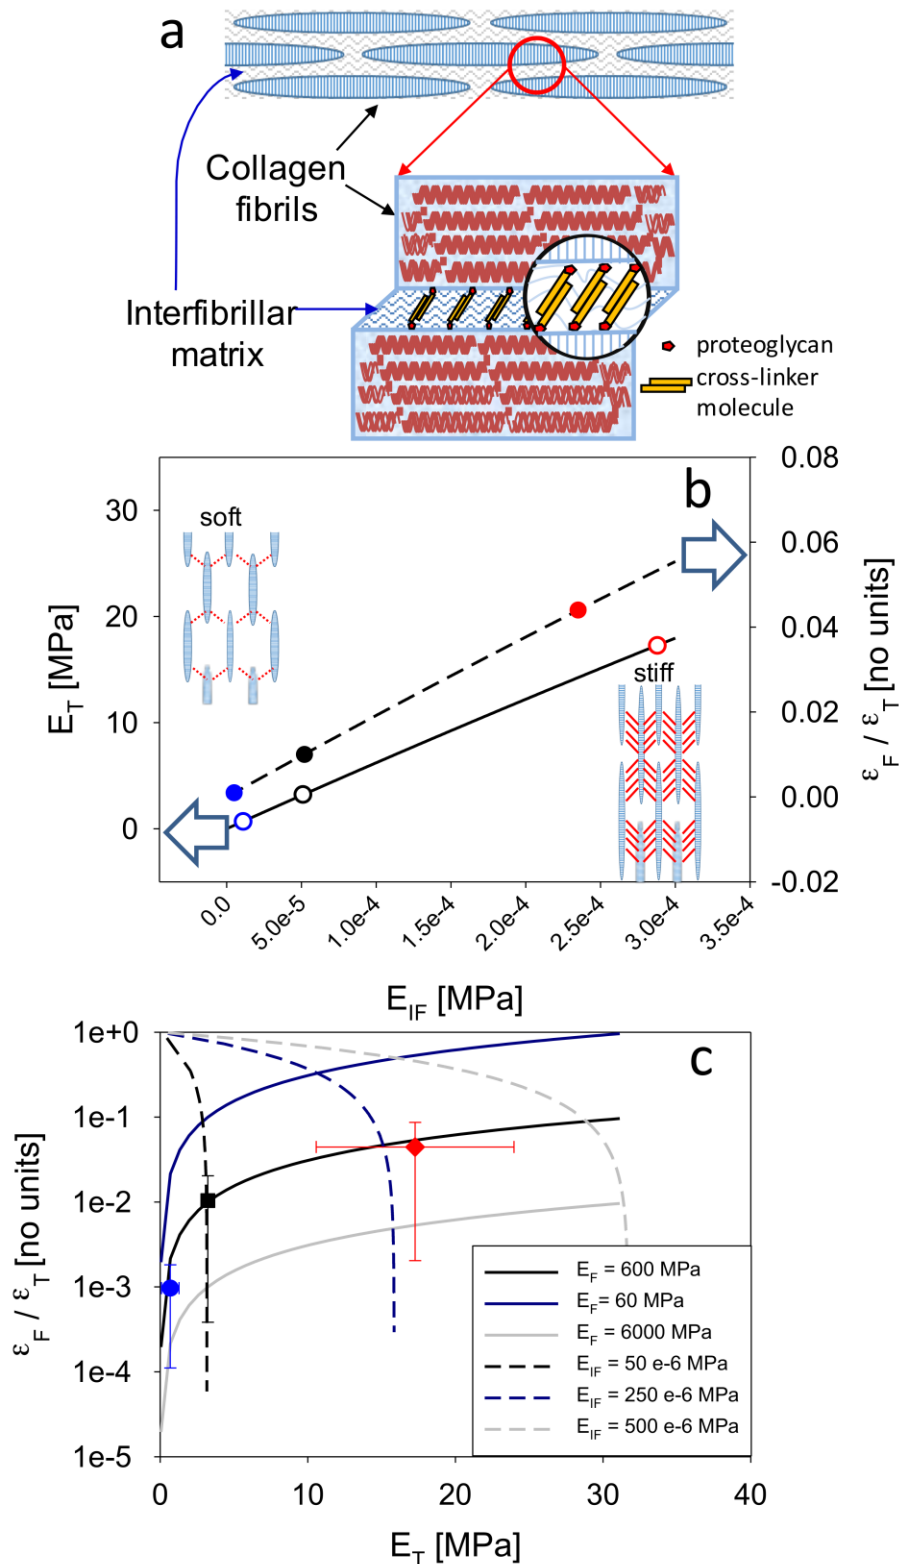 a
Collagen
fibrils
Interfibrillar
matrix
proteoglycan
cross-linker
molecule
b
soft
stiff
E_T [MPa]
30
20
10
0
0.08
0.06
0.04
0.02
0.00
-0.02
ε_F / ε_T [no units]
0.0
5.0e-5
1.0e-4
1.5e-4
2.0e-4
2.5e-4
3.0e-4
3.5e-4
E_IF [MPa]
c
1e+0
1e-1
1e-2
1e-3
1e-4
1e-5
ε_F / ε_T [no units]
E_F = 600 MPa
E_F= 60 MPa
E_F = 6000 MPa
E_IF = 50 e-6 MPa
E_IF = 250 e-6 MPa
E_IF = 500 e-6 MPa
0
10
20
30
40
E_T [MPa]